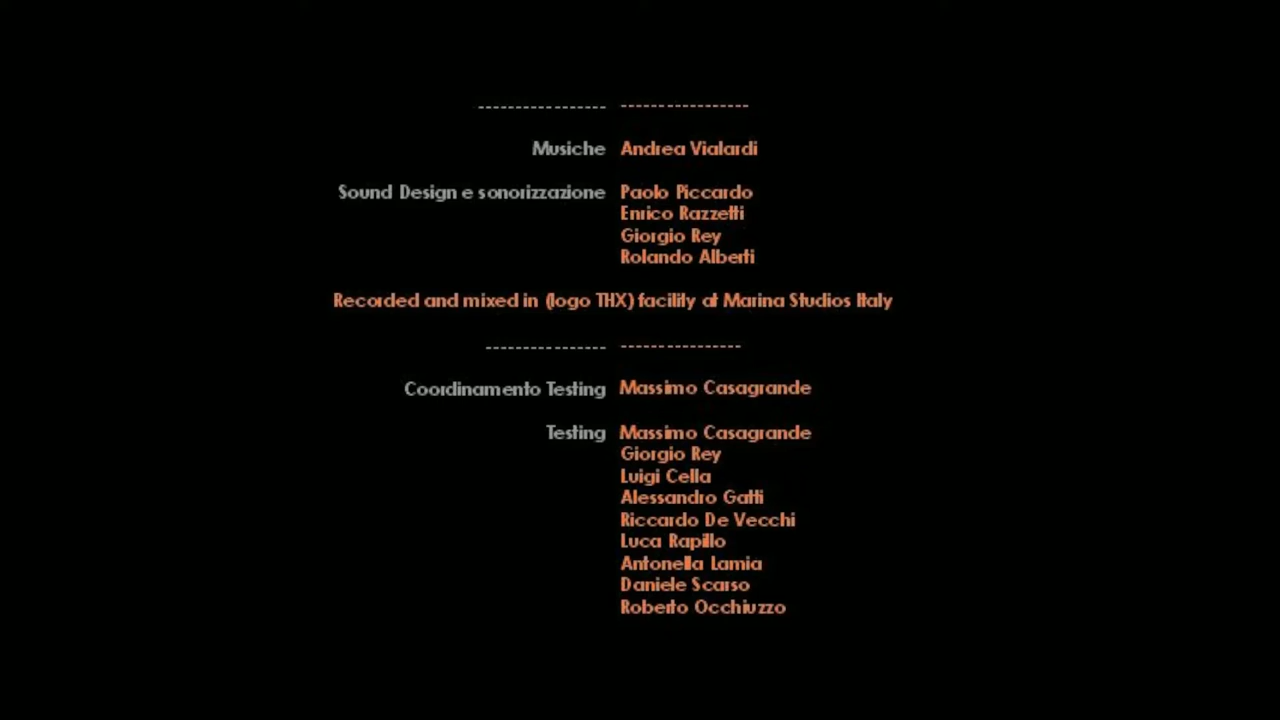 ------------------ ------------------
Musiche Andrea Vialardi
Sound Design e sonorizzazione Paolo Piccardo
Enrico Razzetti
Giorgio Rey
Rolando Alberti
Recorded and mixed in (logo THX) facility at Marina Studios Italy
----------------- -----------------
Coordinamento Testing Massimo Casagrande
Testing Massimo Casagrande
Giorgio Rey
Luigi Cella
Alessandro Gatti
Riccardo De Vecchi
Luca Rapillo
Antonella Lamia
Daniele Scarso
Roberto Occhiuzzo